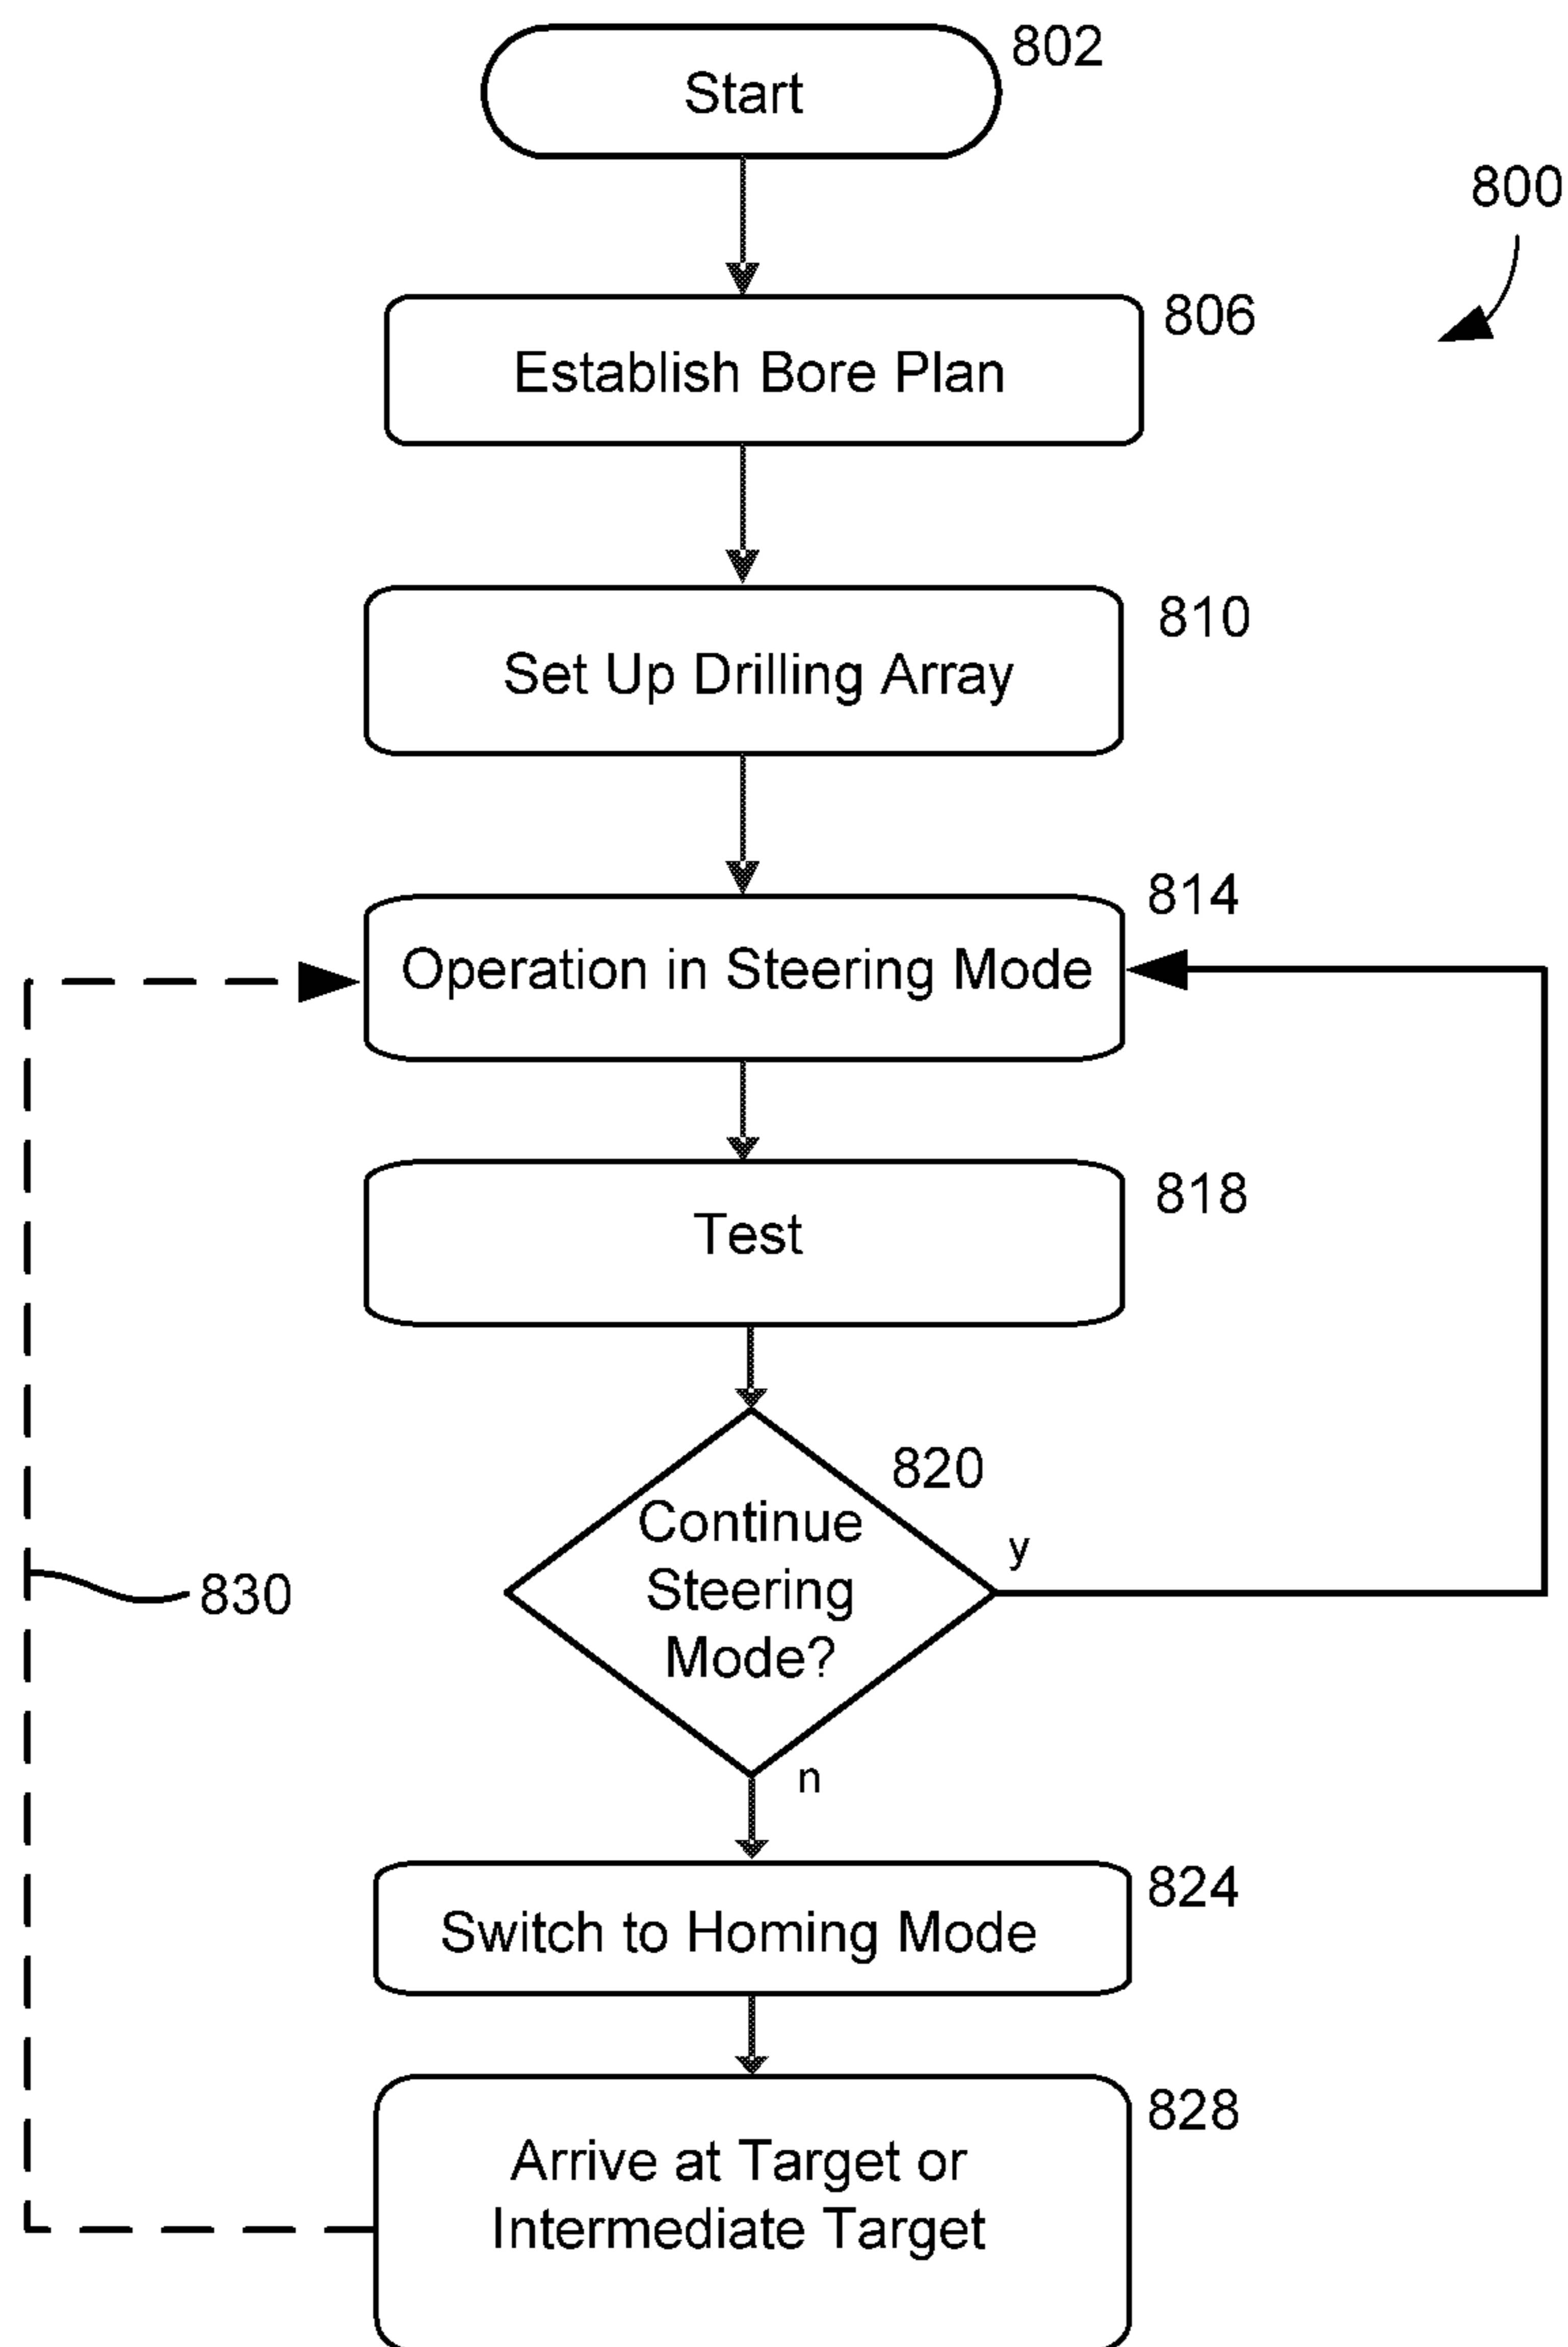 802
Start
800
806
Establish Bore Plan
810
Set Up Drilling Array
814
Operation in Steering Mode
818
Test
820
Continue
Steering
Mode?
y
830
n
824
Switch to Homing Mode
828
Arrive at Target or
Intermediate Target